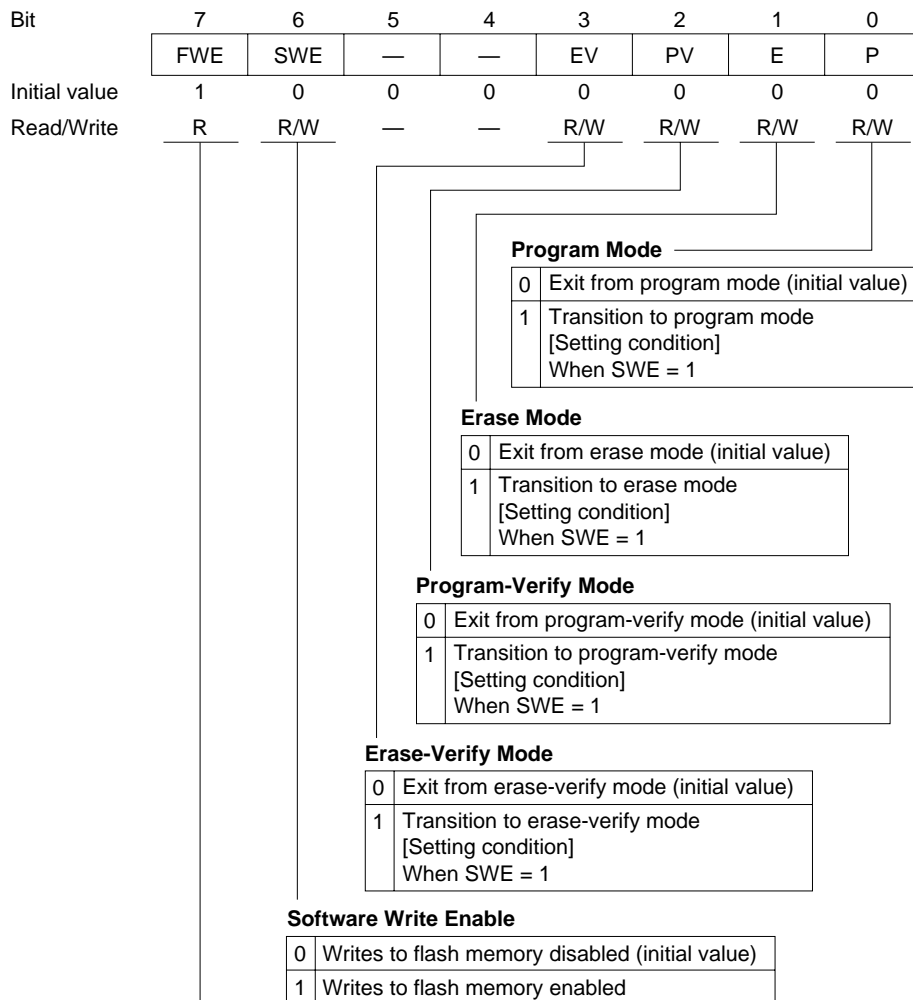 Bit 7 6 5 4 3 2 1 0
FWE SWE — — EV PV E P
Initial value 1 0 0 0 0 0 0 0
Read/Write R R/W — — R/W R/W R/W R/W
Program Mode
0 Exit from program mode (initial value)
1 Transition to program mode
[Setting condition]
When SWE = 1
Erase Mode
0 Exit from erase mode (initial value)
1 Transition to erase mode
[Setting condition]
When SWE = 1
Program-Verify Mode
0 Exit from program-verify mode (initial value)
1 Transition to program-verify mode
[Setting condition]
When SWE = 1
Erase-Verify Mode
0 Exit from erase-verify mode (initial value)
1 Transition to erase-verify mode
[Setting condition]
When SWE = 1
Software Write Enable
0 Writes to flash memory disabled (initial value)
1 Writes to flash memory enabled